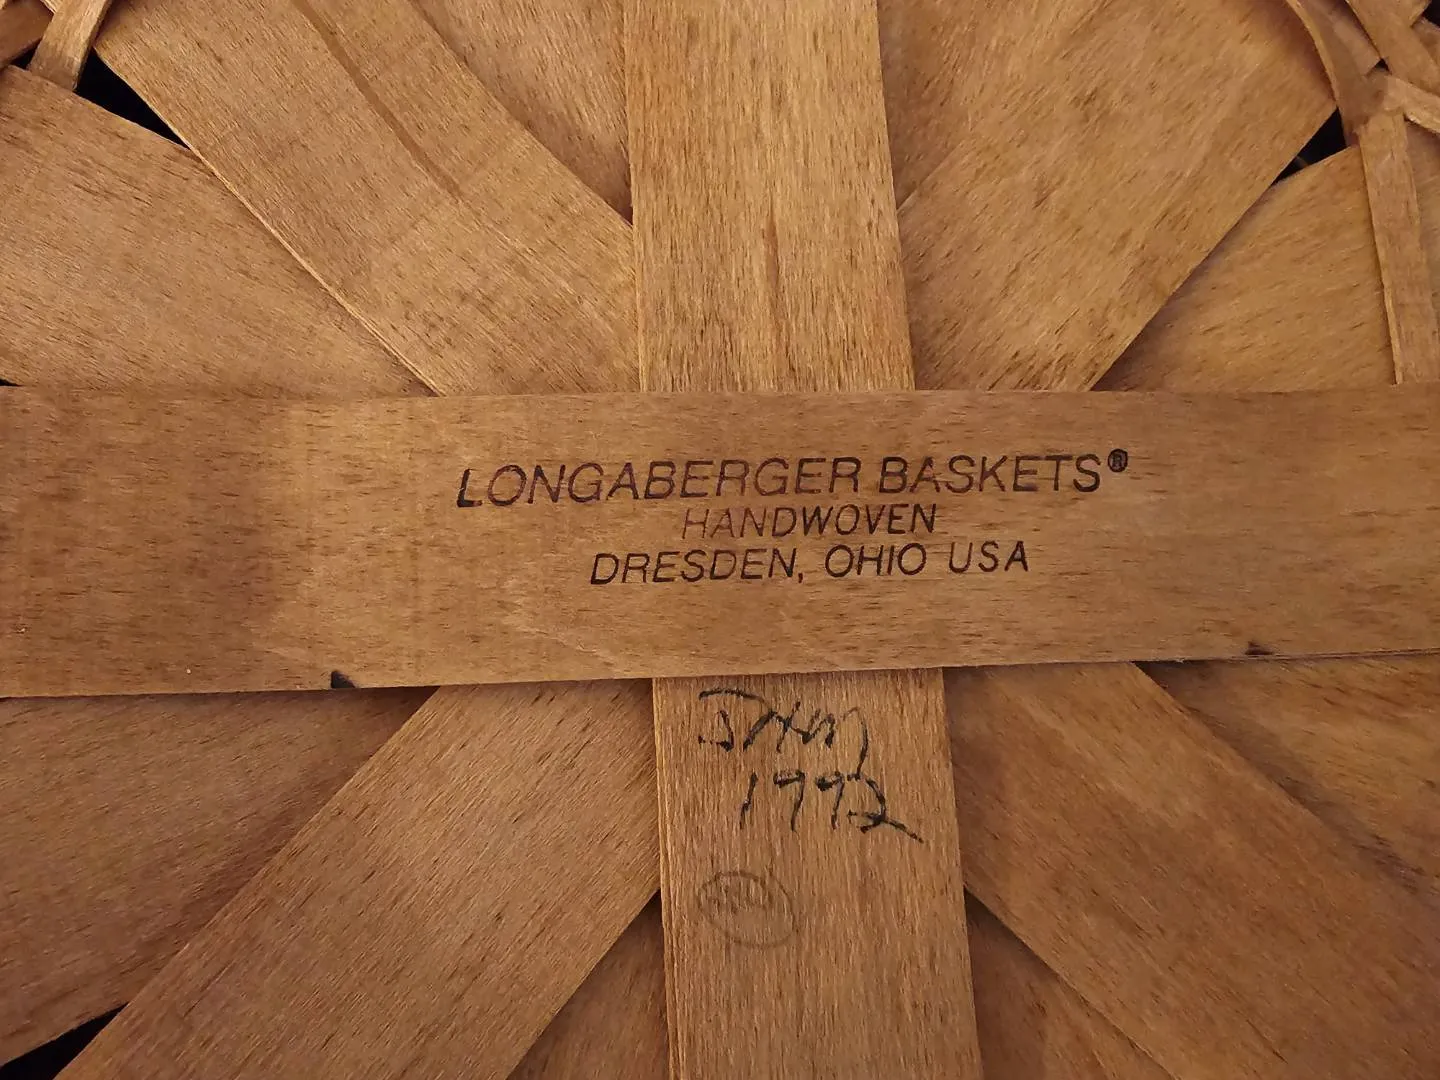 LONGABERGER BASKETS®
HANDWOVEN
DRESDEN, OHIO USA
1992